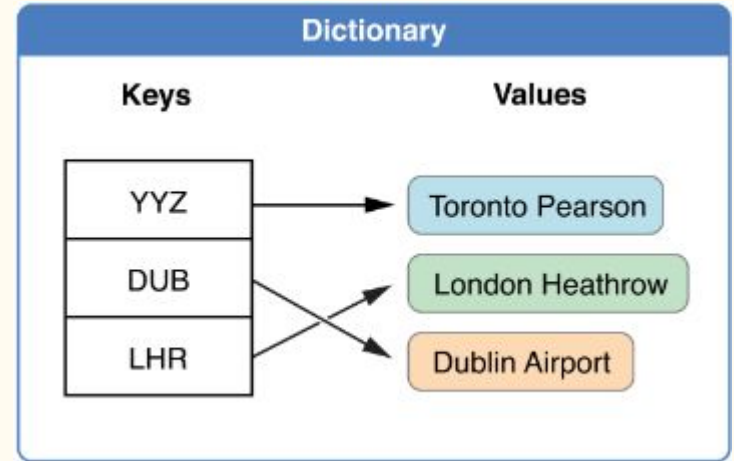 Dictionary
Keys
Values
YYZ
Toronto Pearson
DUB
London Heathrow
LHR
Dublin Airport